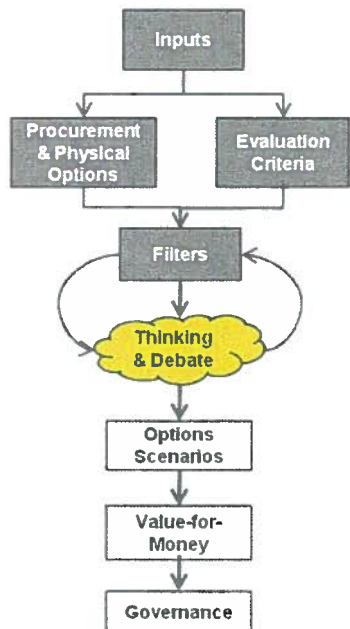 Inputs
Procurement
& Physical
Options
Evaluation
Criteria
Filters
Thinking
& Debate
Options
Scenarios
Value-for-
Money
Governance